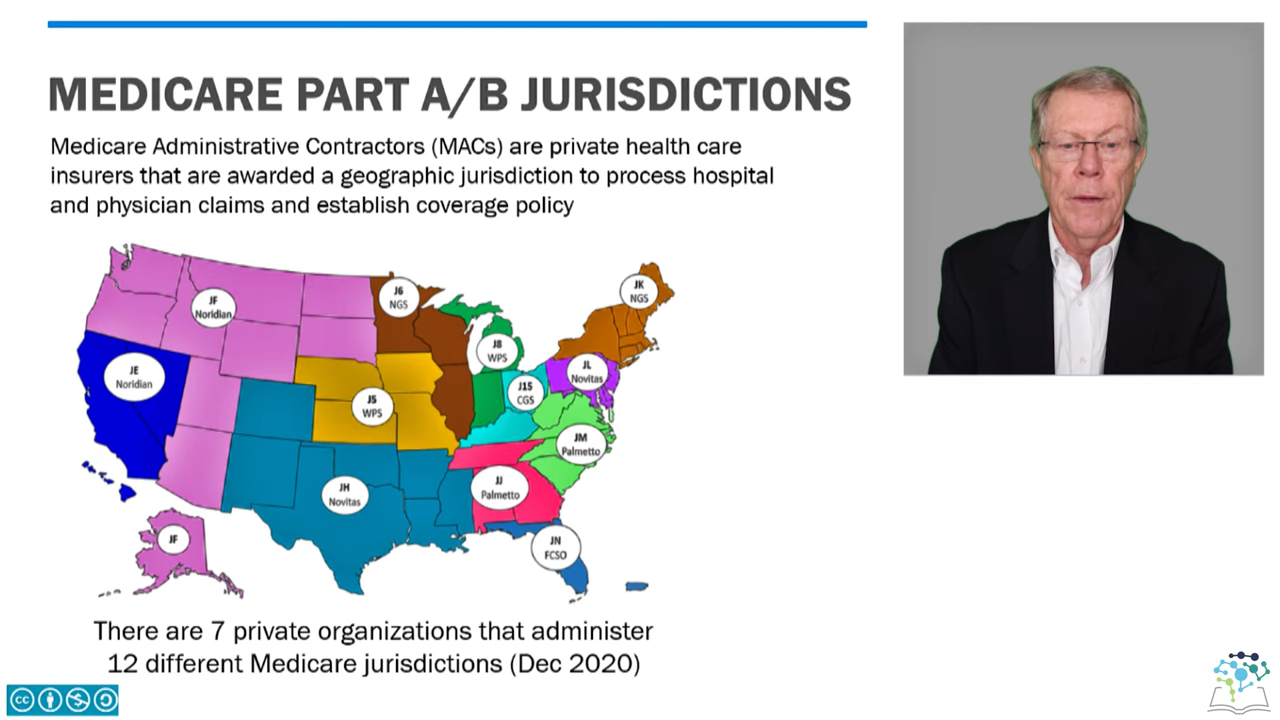 MEDICARE PART A/B JURISDICTIONS
Medicare Administrative Contractors (MACs) are private health care
insurers that are awarded a geographic jurisdiction to process hospital
and physician claims and establish coverage policy
JF
Noridian
J6
NGS
JK
NGS
JE
Noridian
J8
WPS
JL
Novitas
J5
WPS
J15
CGS
JM
Palmetto
JH
Novitas
JJ
Palmetto
JF
JN
FCSO
There are 7 private organizations that administer
12 different Medicare jurisdictions (Dec 2020)
cc